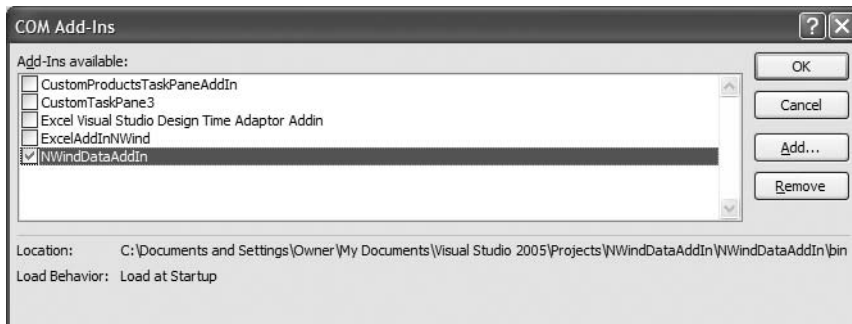 COM Add-Ins
Add-Ins available:
CustomProductsTaskPaneAddIn
CustomTaskPane3
Excel Visual Studio Design Time Adaptor Addin
ExcelAddInNWind
NWindDataAddIn
OK
Cancel
Add...
Remove
Location: C:\Documents and Settings\Owner\My Documents\Visual Studio 2005\Projects\NWindDataAddIn\NWindDataAddIn\bin
Load Behavior: Load at Startup